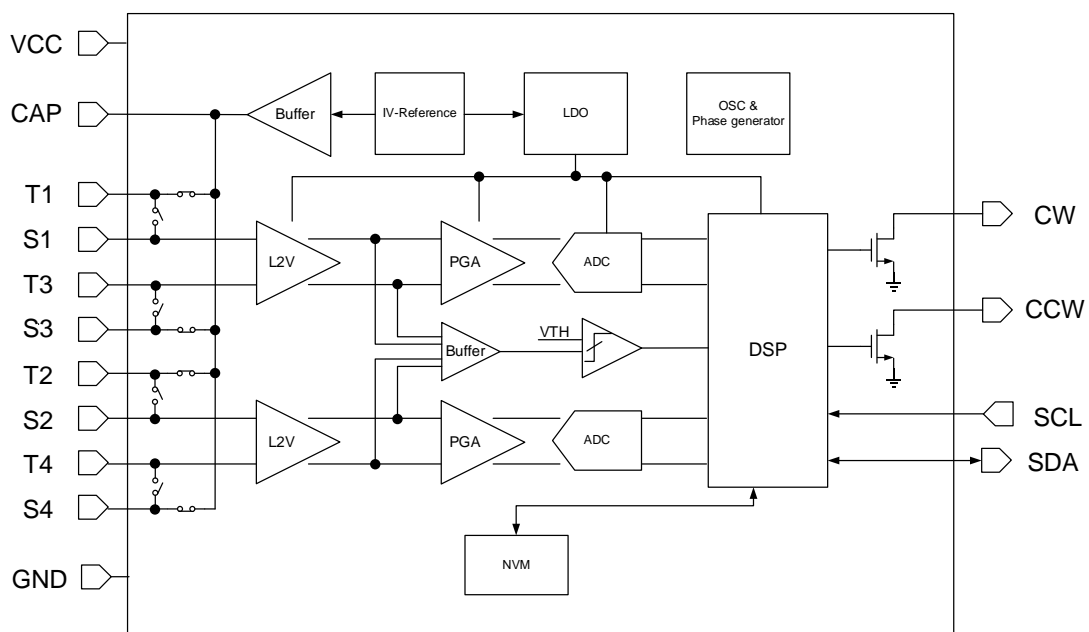 VCC
CAP
T1
S1
T3
S3
T2
S2
T4
S4
GND
Buffer
IV-Reference
LDO
OSC &
Phase generator
L2V
PGA
ADC
Buffer
VTH
DSP
L2V
PGA
ADC
NVM
CW
CCW
SCL
SDA